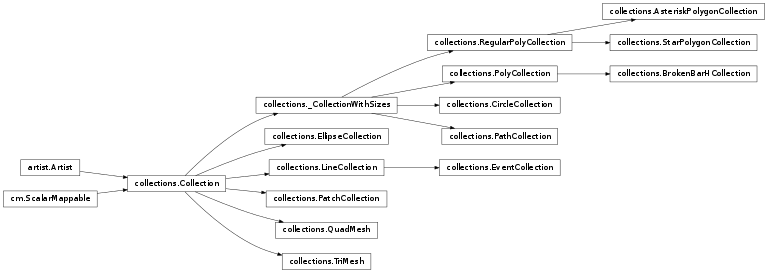 collections.AsteriskPolygonCollection
collections.RegularPolyCollection
collections.StarPolygonCollection
collections.PolyCollection
collections.BrokenBarHCollection
collections._CollectionWithSizes
collections.CircleCollection
collections.EllipseCollection
collections.PathCollection
artist.Artist
collections.LineCollection
collections.EventCollection
collections.Collection
cm.ScalarMappable
collections.PatchCollection
collections.QuadMesh
collections.TriMesh